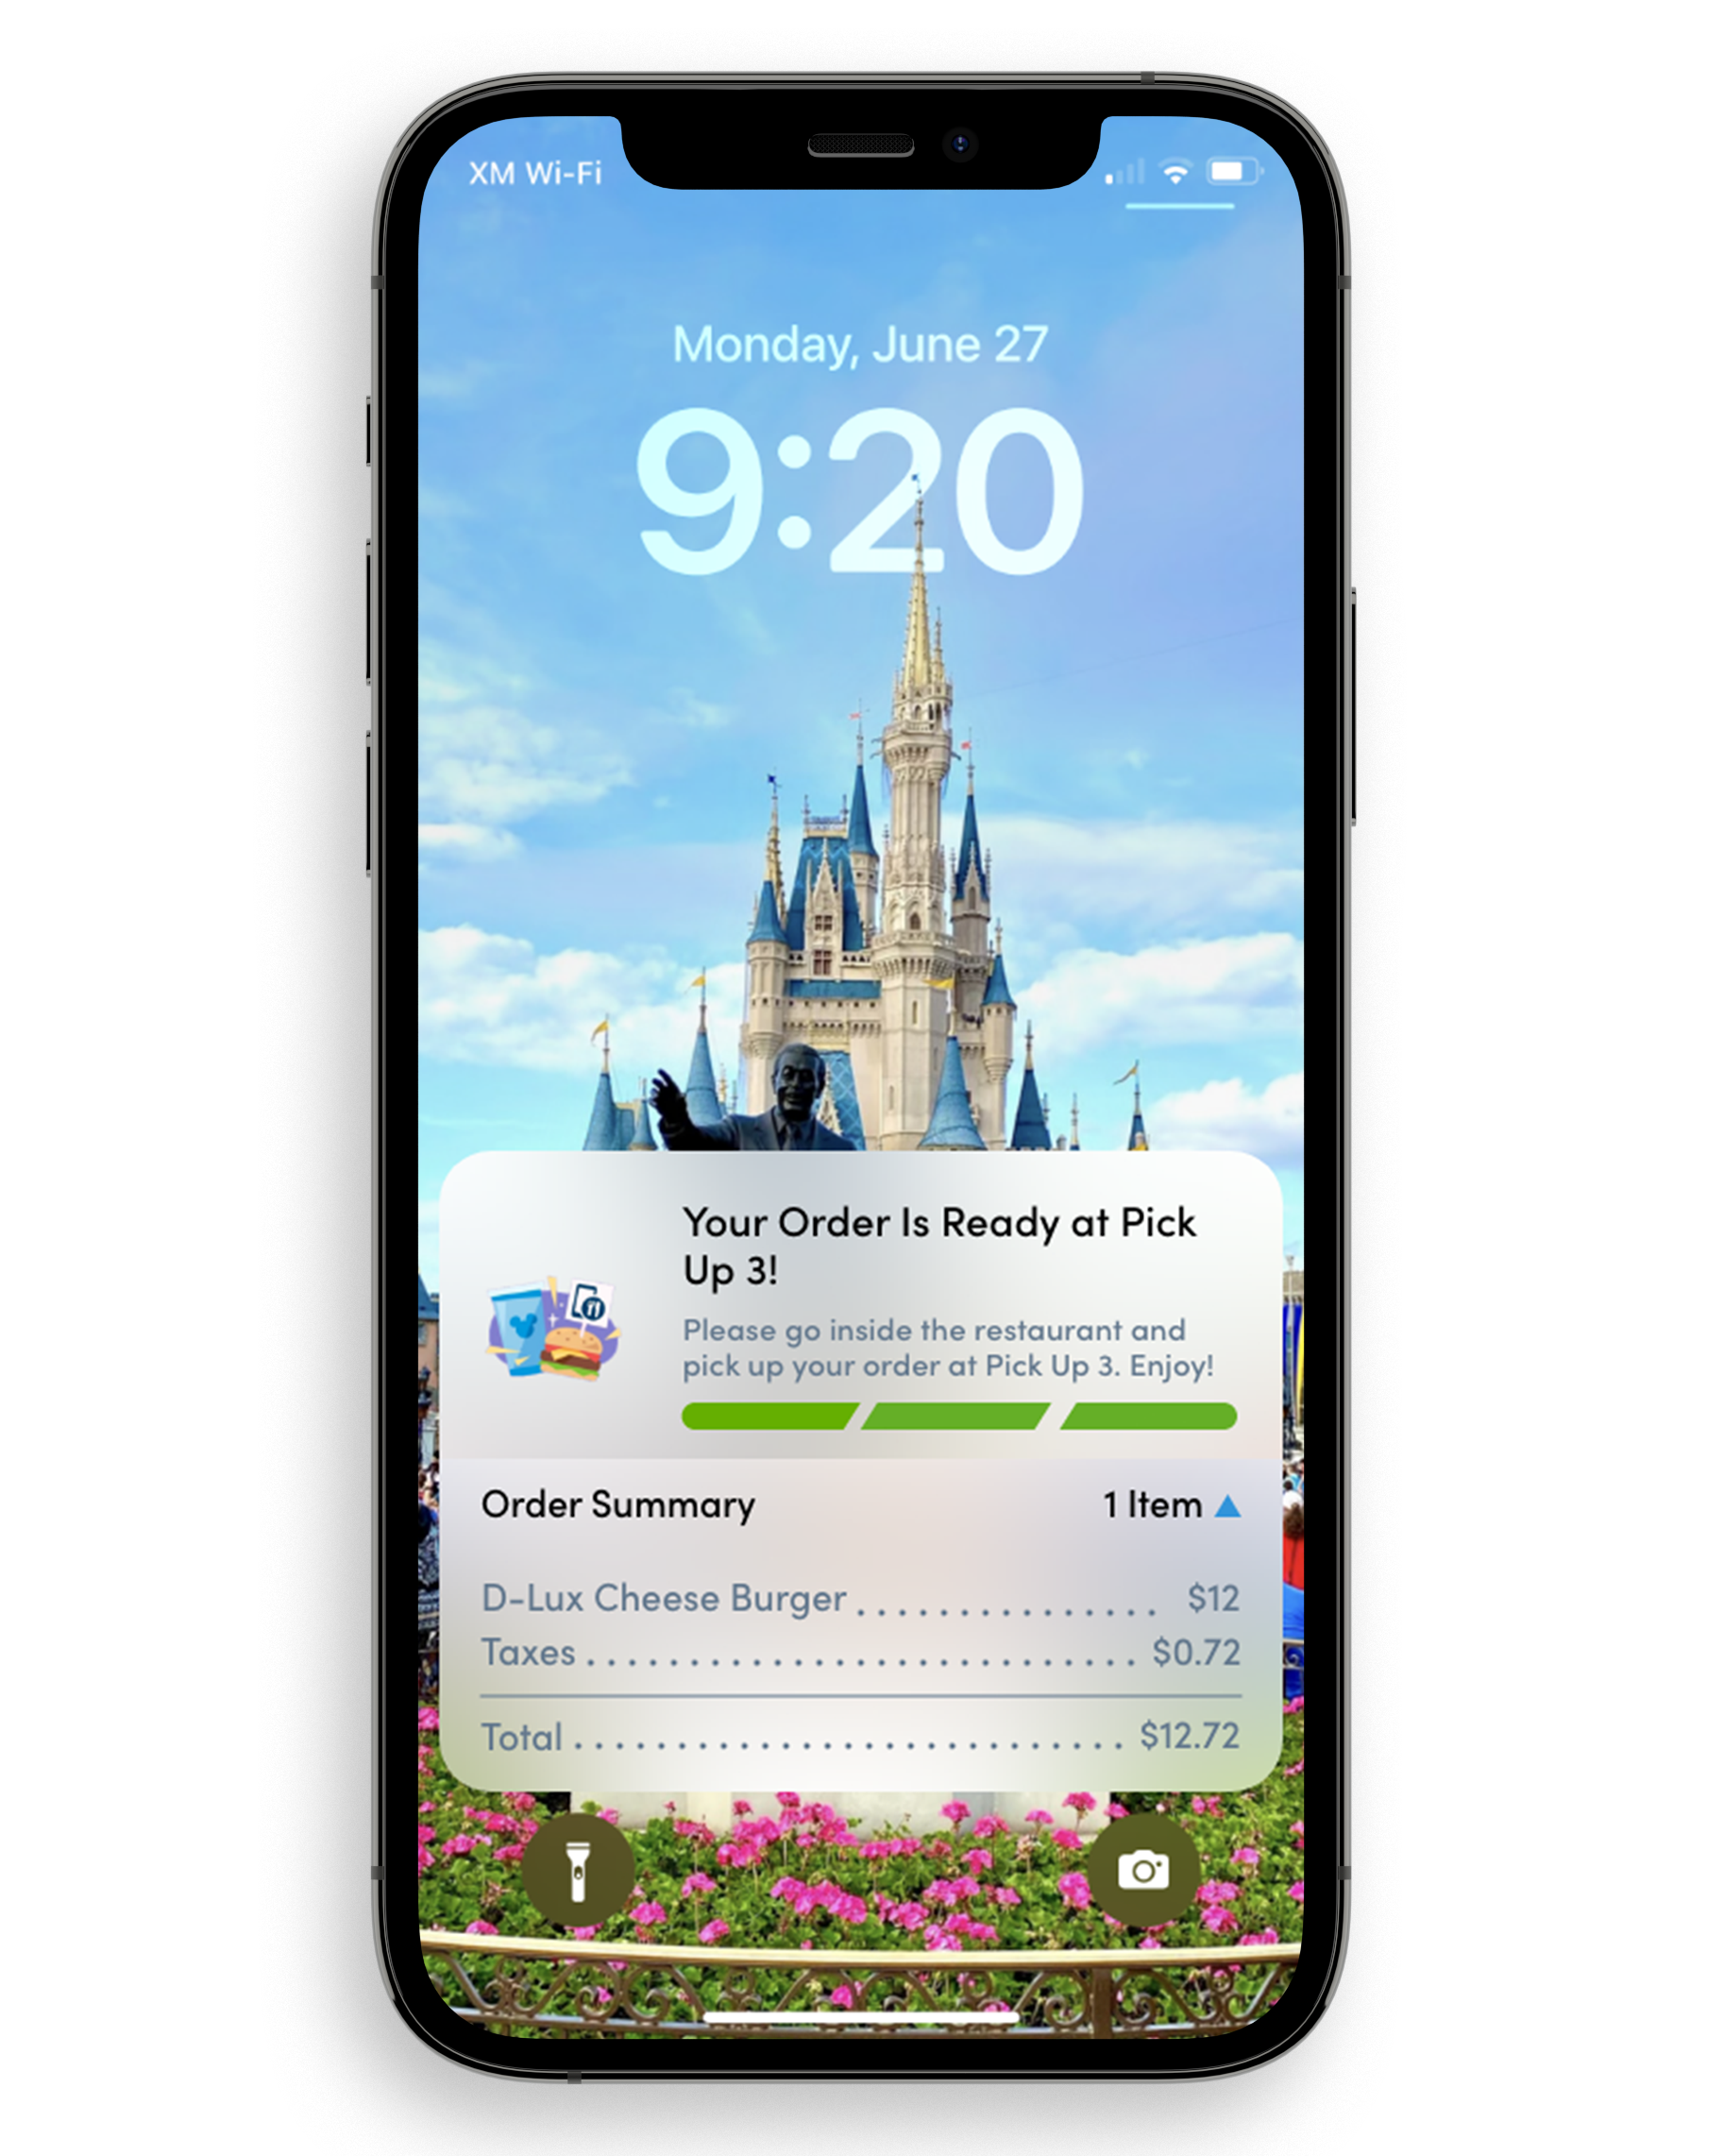 XM Wi-Fi
Monday, June 27
9:20
Your Order Is Ready at Pick
Up 3!
Please go inside the restaurant and
pick up your order at Pick Up 3. Enjoy!
Order Summary 1 Item
D-Lux Cheese Burger . . . . . . . . . . . . . . . $12
Taxes . . . . . . . . . . . . . . . . . . . . . . . . . . . $0.72
Total . . . . . . . . . . . . . . . . . . . . . . . . . . . $12.72